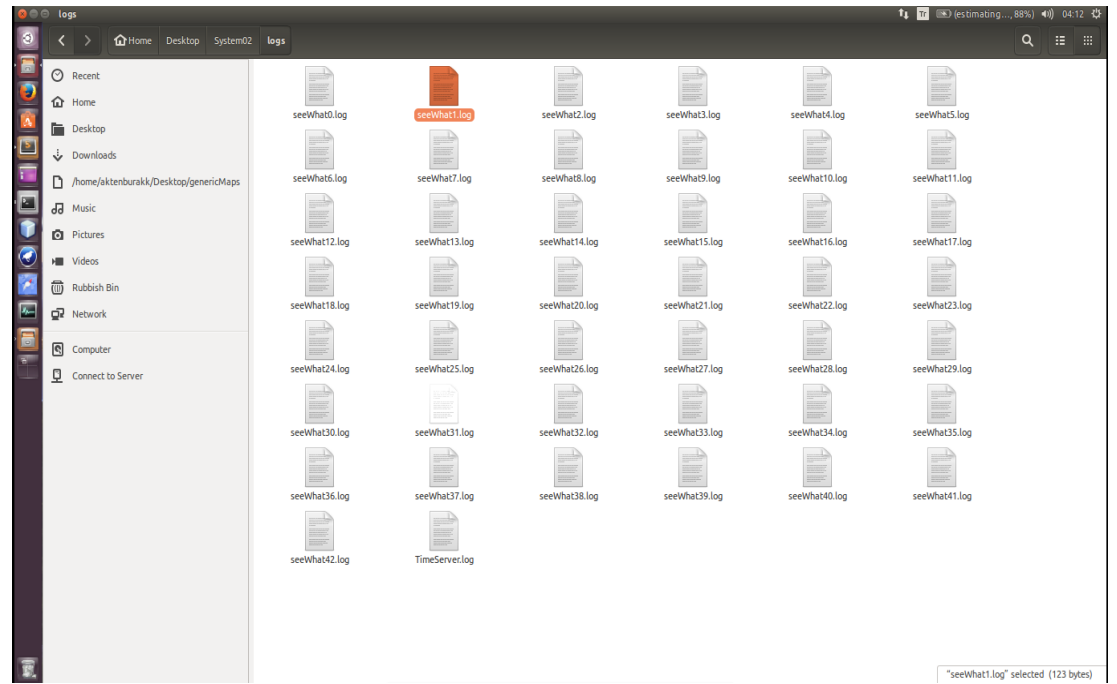 logs
Tr (estimating..., 88%) 04:12
Home Desktop System02 logs
Recent
Home
Desktop
Downloads
/home/aktenburakk/Desktop/genericMaps
Music
Pictures
Videos
Rubbish Bin
Network
Computer
Connect to Server
seeWhat0.log seeWhat1.log seeWhat2.log seeWhat3.log seeWhat4.log seeWhat5.log
seeWhat6.log seeWhat7.log seeWhat8.log seeWhat9.log seeWhat10.log seeWhat11.log
seeWhat12.log seeWhat13.log seeWhat14.log seeWhat15.log seeWhat16.log seeWhat17.log
seeWhat18.log seeWhat19.log seeWhat20.log seeWhat21.log seeWhat22.log seeWhat23.log
seeWhat24.log seeWhat25.log seeWhat26.log seeWhat27.log seeWhat28.log seeWhat29.log
seeWhat30.log seeWhat31.log seeWhat32.log seeWhat33.log seeWhat34.log seeWhat35.log
seeWhat36.log seeWhat37.log seeWhat38.log seeWhat39.log seeWhat40.log seeWhat41.log
seeWhat42.log TimeServer.log
"seeWhat1.log" selected (123 bytes)